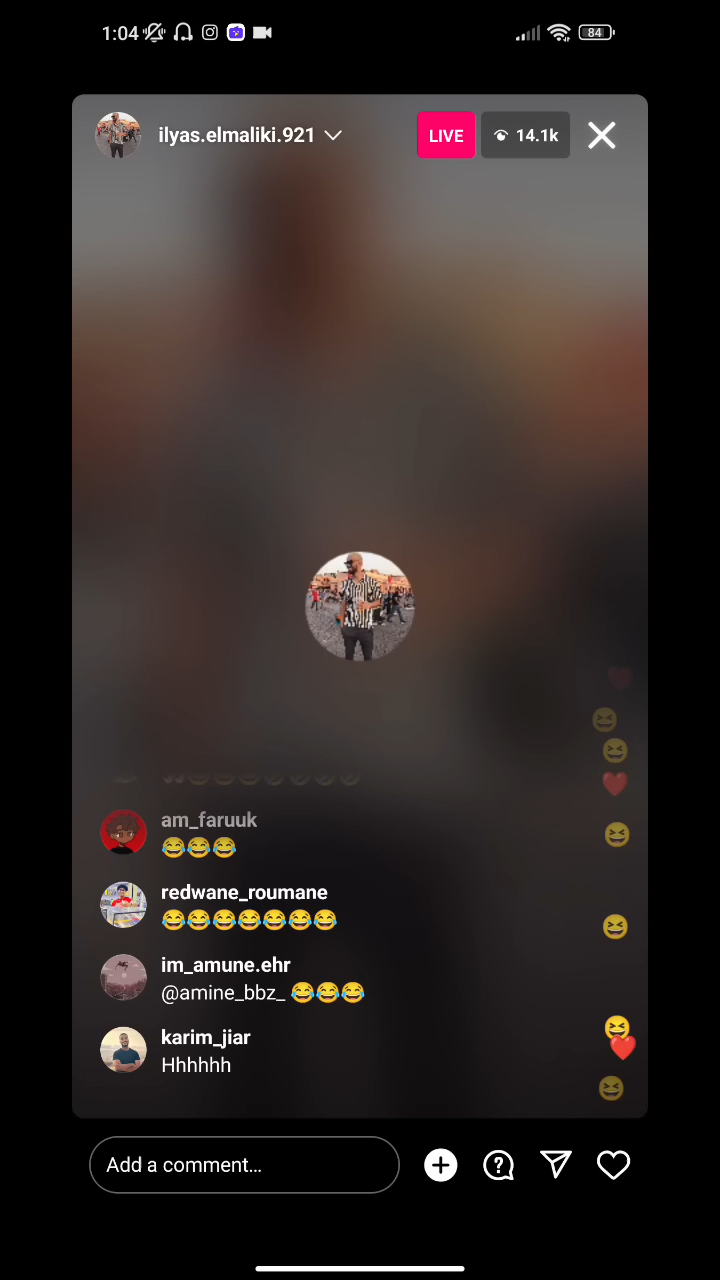 1:04
84
ilyas.elmaliki.921
LIVE
14.1k
am_faruuk
😂😂😂
redwane_roumane
😂😂😂😂😂😂😂
im_amune.ehr
@amine_bbz_ 😂😂😂
karim_jiar
Hhhhhh
Add a comment...